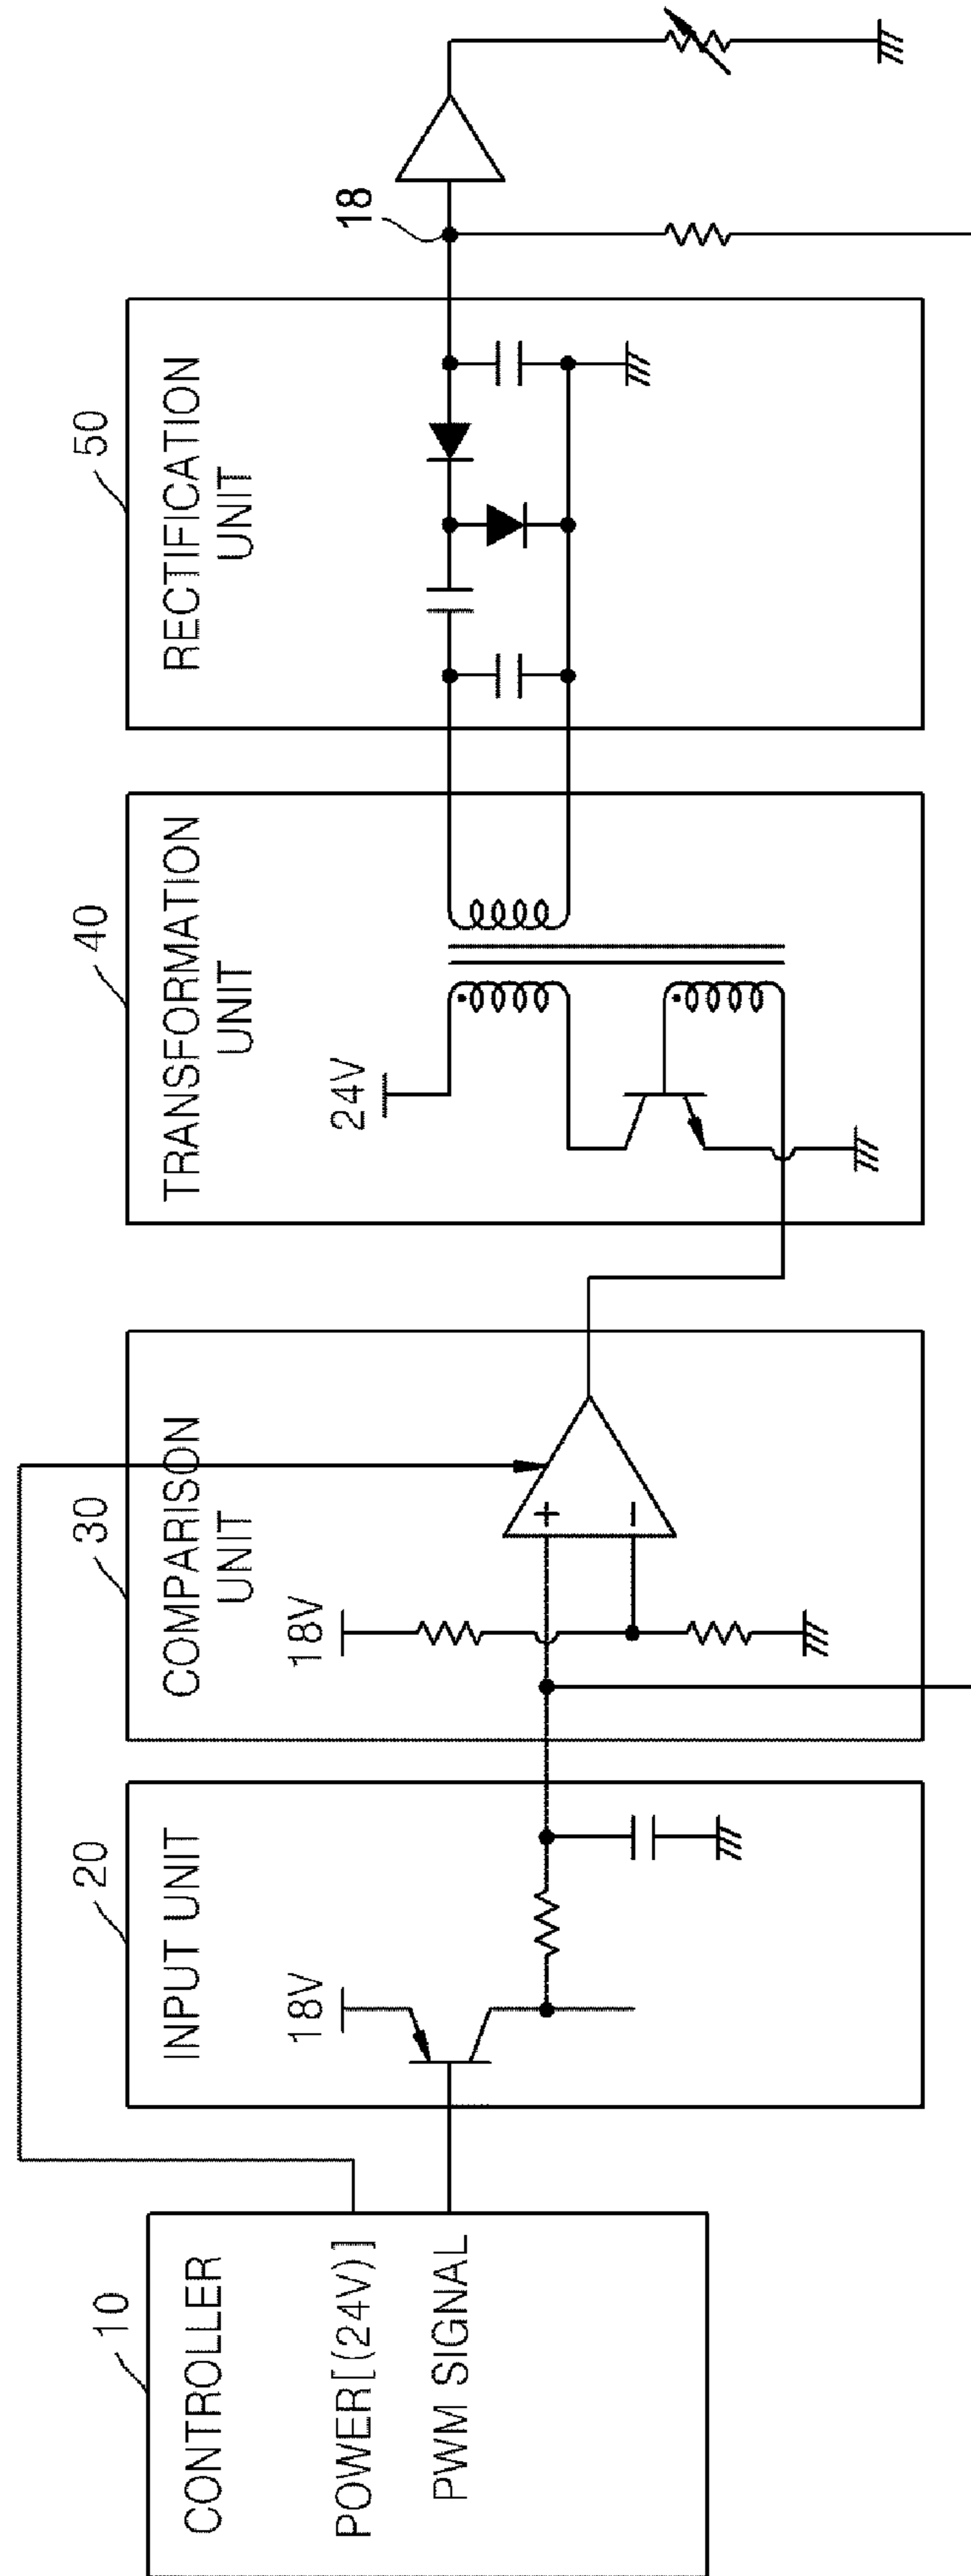 10
CONTROLLER
POWER[(24V)]
PWM SIGNAL
20
INPUT UNIT
18V
30
COMPARISON
UNIT
18V
+
−
40
TRANSFORMATION
UNIT
24V
50
RECTIFICATION
UNIT
18